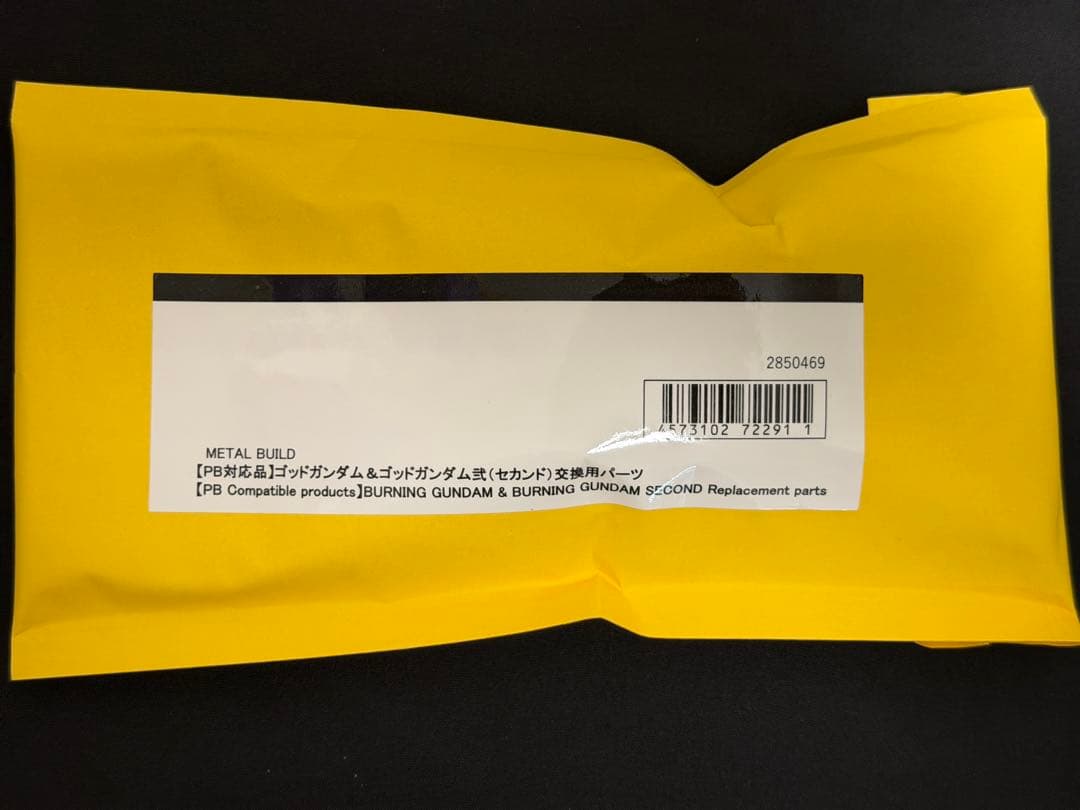 2850469
4573102 72291 1
METAL BUILD
【PB対応品】ゴッドガンダム＆ゴッドガンダム弐（セカンド）交換用パーツ
【PB Compatible products】BURNING GUNDAM & BURNING GUNDAM SECOND Replacement parts